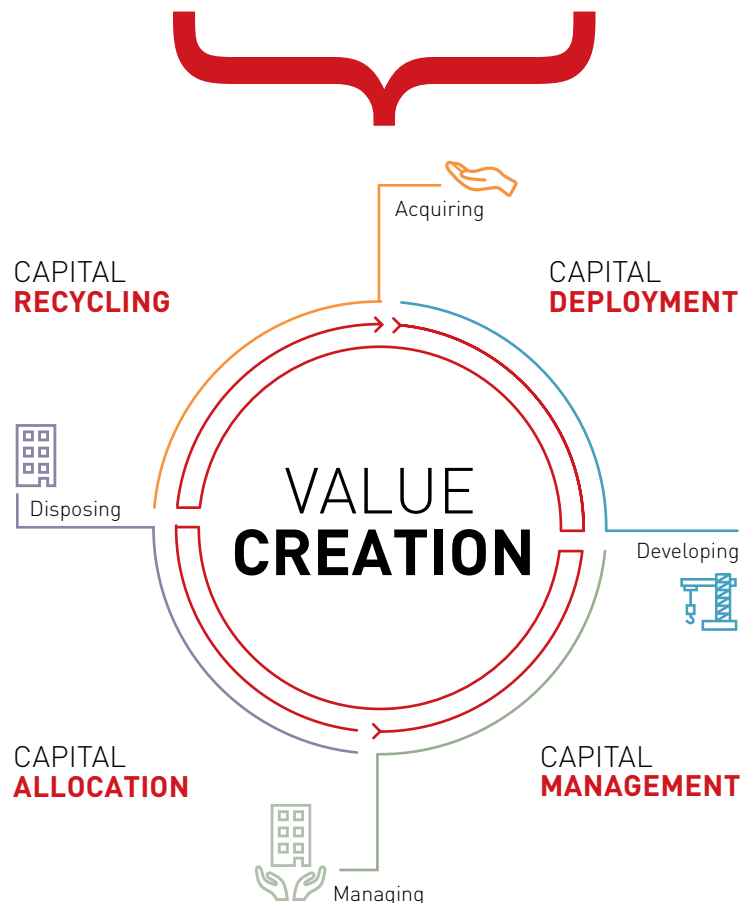 Acquiring
CAPITAL
RECYCLING
CAPITAL
DEPLOYMENT
Disposing
VALUE
CREATION
Developing
CAPITAL
ALLOCATION
CAPITAL
MANAGEMENT
Managing